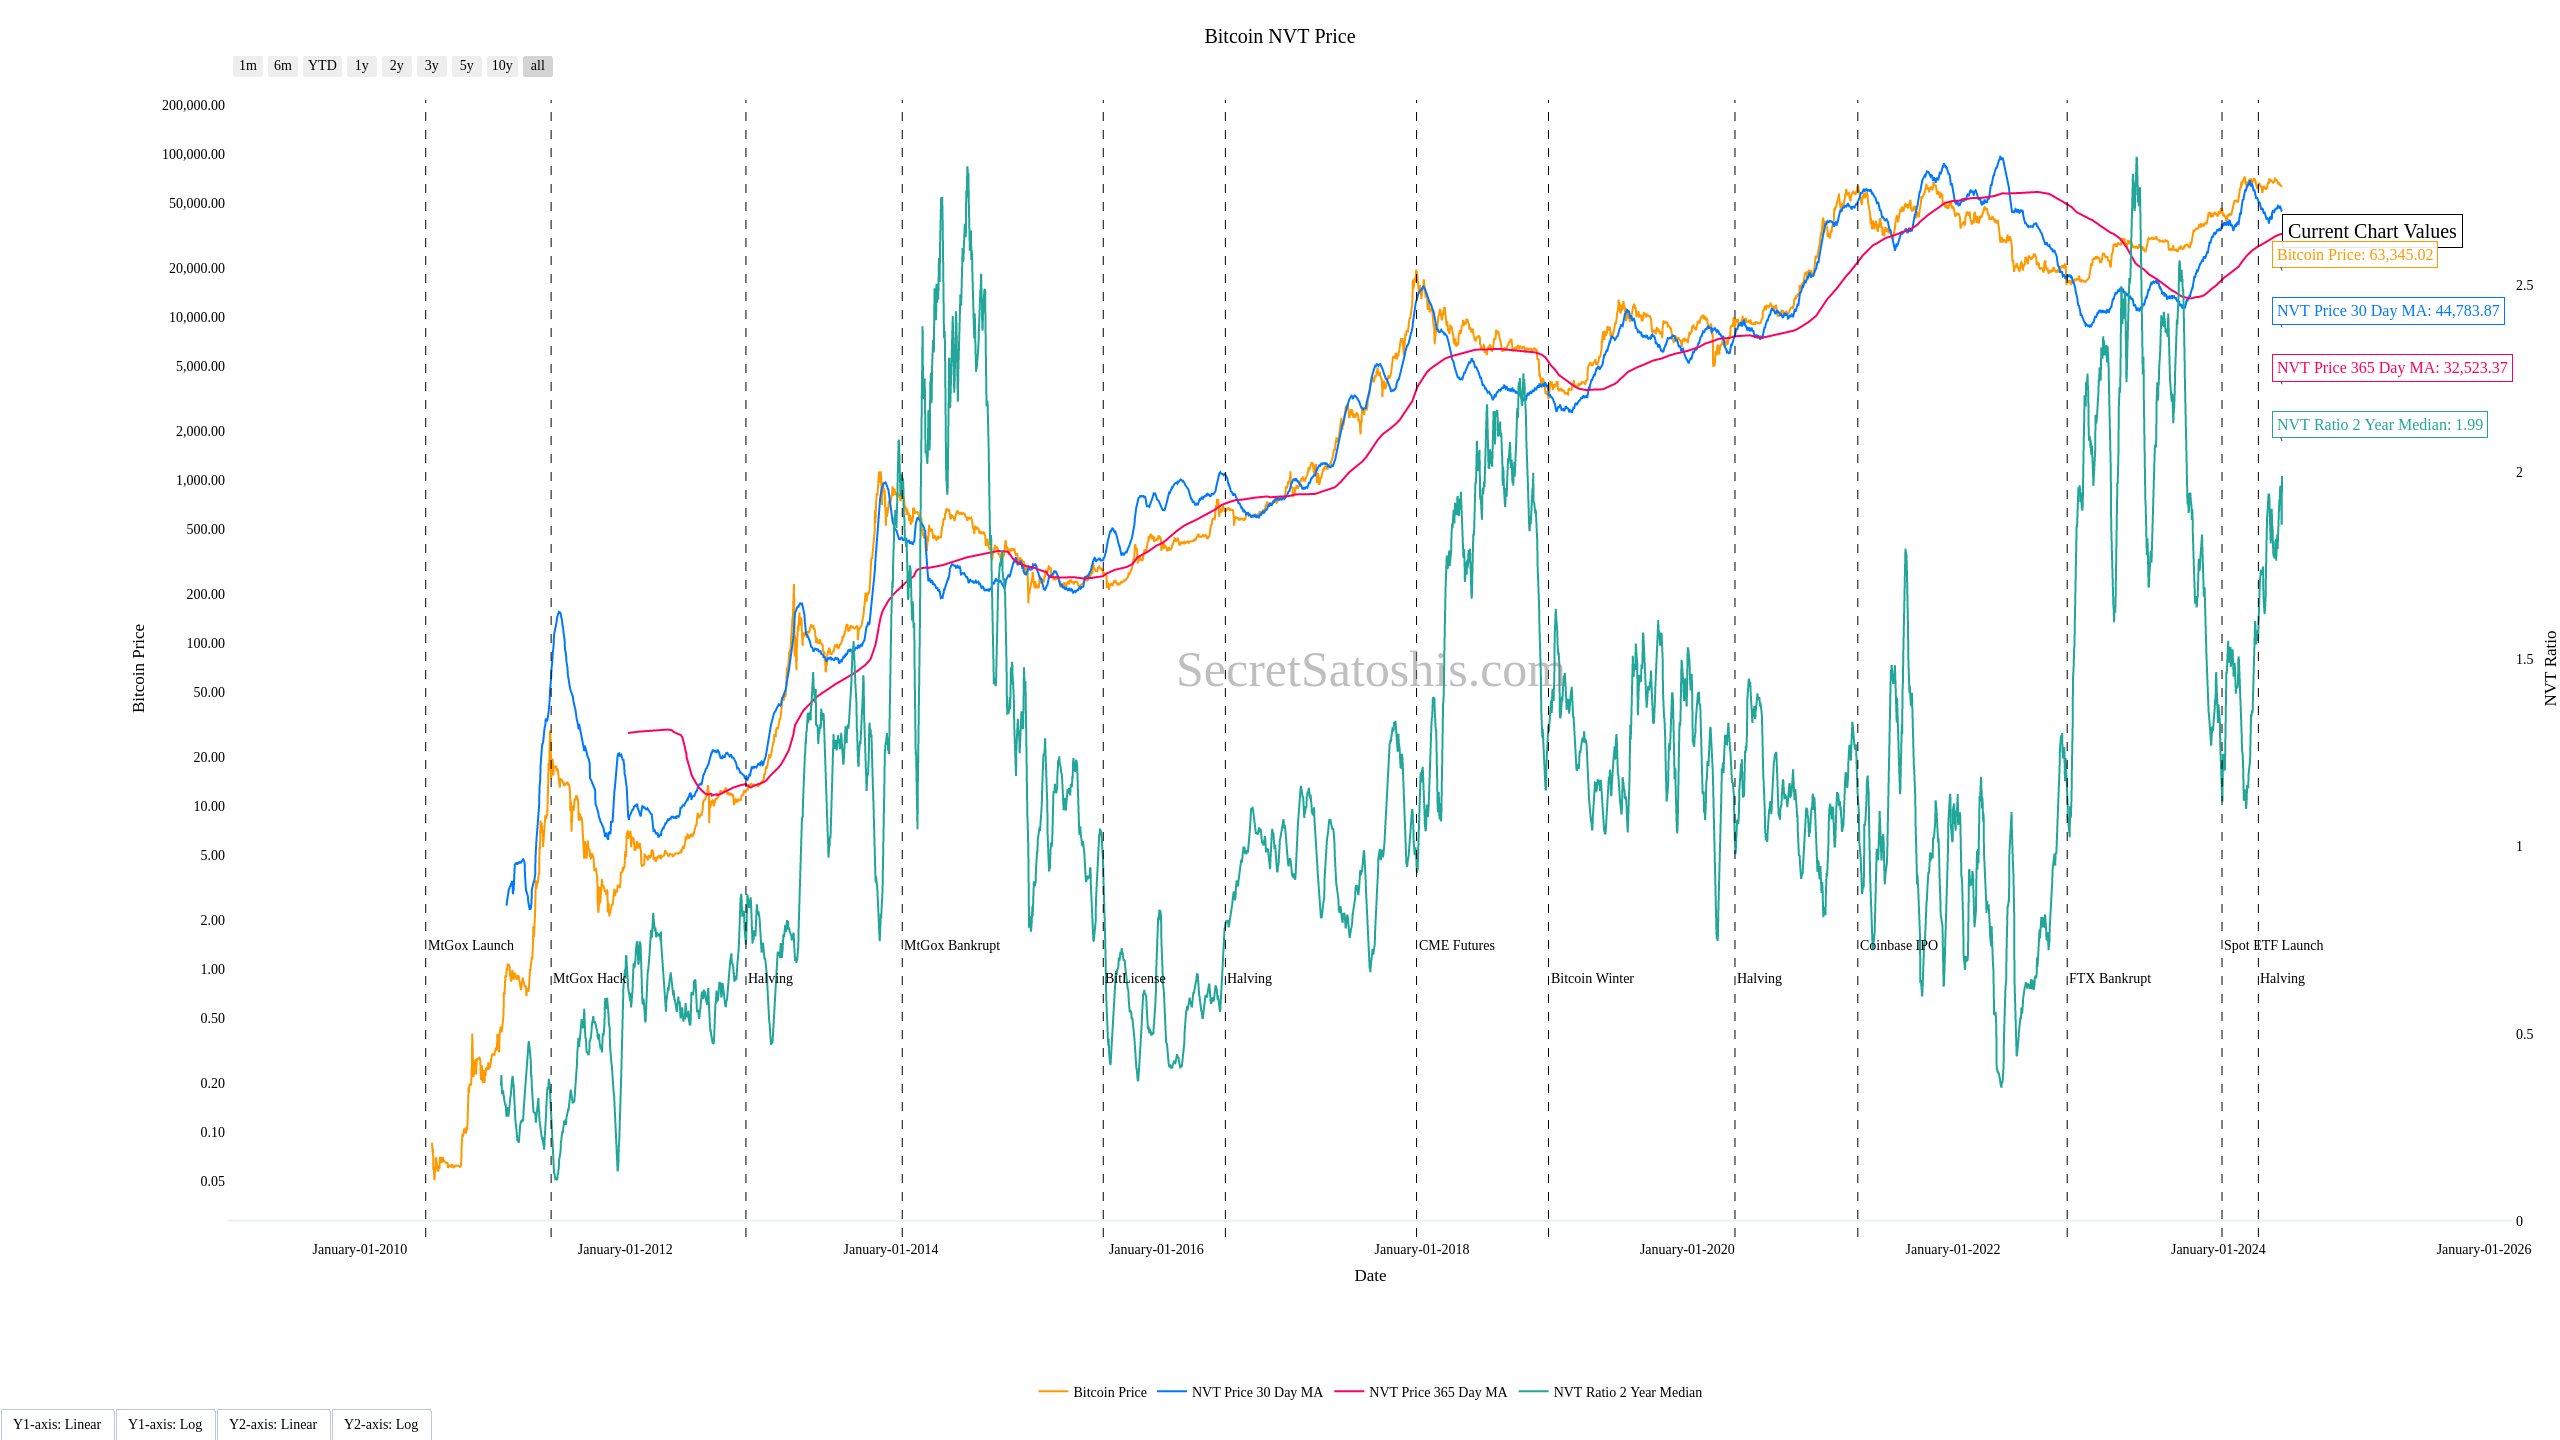 Bitcoin NVT Price
1m 6m YTD 1y 2y 3y 5y 10y all
200,000.00
100,000.00
50,000.00
20,000.00
10,000.00
5,000.00
2,000.00
1,000.00
500.00
200.00
100.00
50.00
20.00
10.00
5.00
2.00
1.00
0.50
0.20
0.10
0.05
Bitcoin Price
Current Chart Values
Bitcoin Price: 63,345.02
NVT Price 30 Day MA: 44,783.87
NVT Price 365 Day MA: 32,523.37
NVT Ratio 2 Year Median: 1.99
2.5
2
1.5
1
0.5
0
NVT Ratio
SecretSatoshis.com
MtGox Launch
MtGox Hack
Halving
MtGox Bankrupt
BitLicense
Halving
CME Futures
Bitcoin Winter
Halving
Coinbase IPO
FTX Bankrupt
Spot ETF Launch
Halving
January-01-2010 January-01-2012 January-01-2014 January-01-2016 January-01-2018 January-01-2020 January-01-2022 January-01-2024 January-01-2026
Date
Bitcoin Price NVT Price 30 Day MA NVT Price 365 Day MA NVT Ratio 2 Year Median
Y1-axis: Linear Y1-axis: Log Y2-axis: Linear Y2-axis: Log